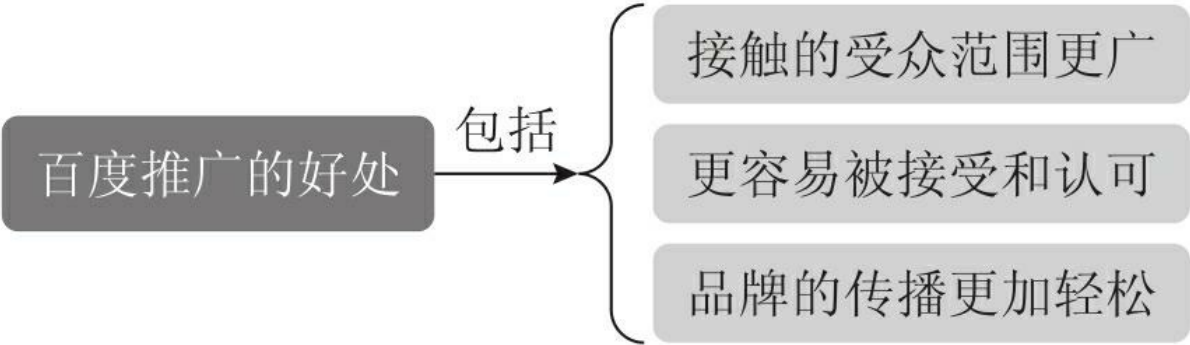 百度推广的好处
包括
接触的受众范围更广
更容易被接受和认可
品牌的传播更加轻松